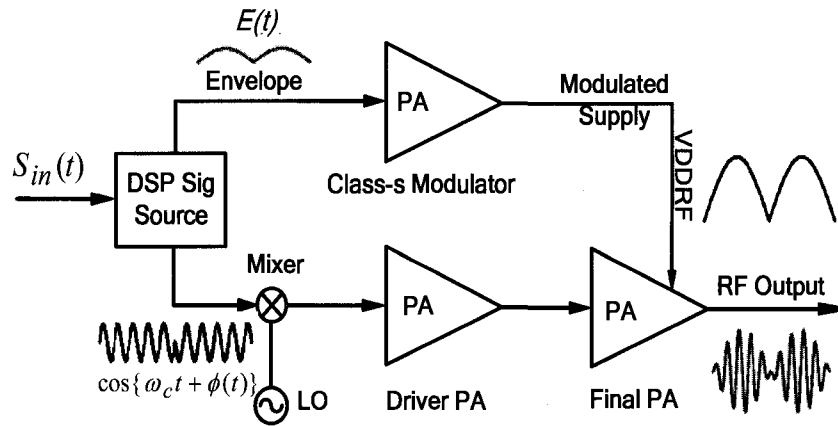 E(t)
Envelope
PA
Modulated
Supply
VDDRF
S_in(t)
DSP Sig
Source
Class-s Modulator
Mixer
PA
PA
RF Output
cos{ω_c t + ϕ(t)}
LO
Driver PA
Final PA